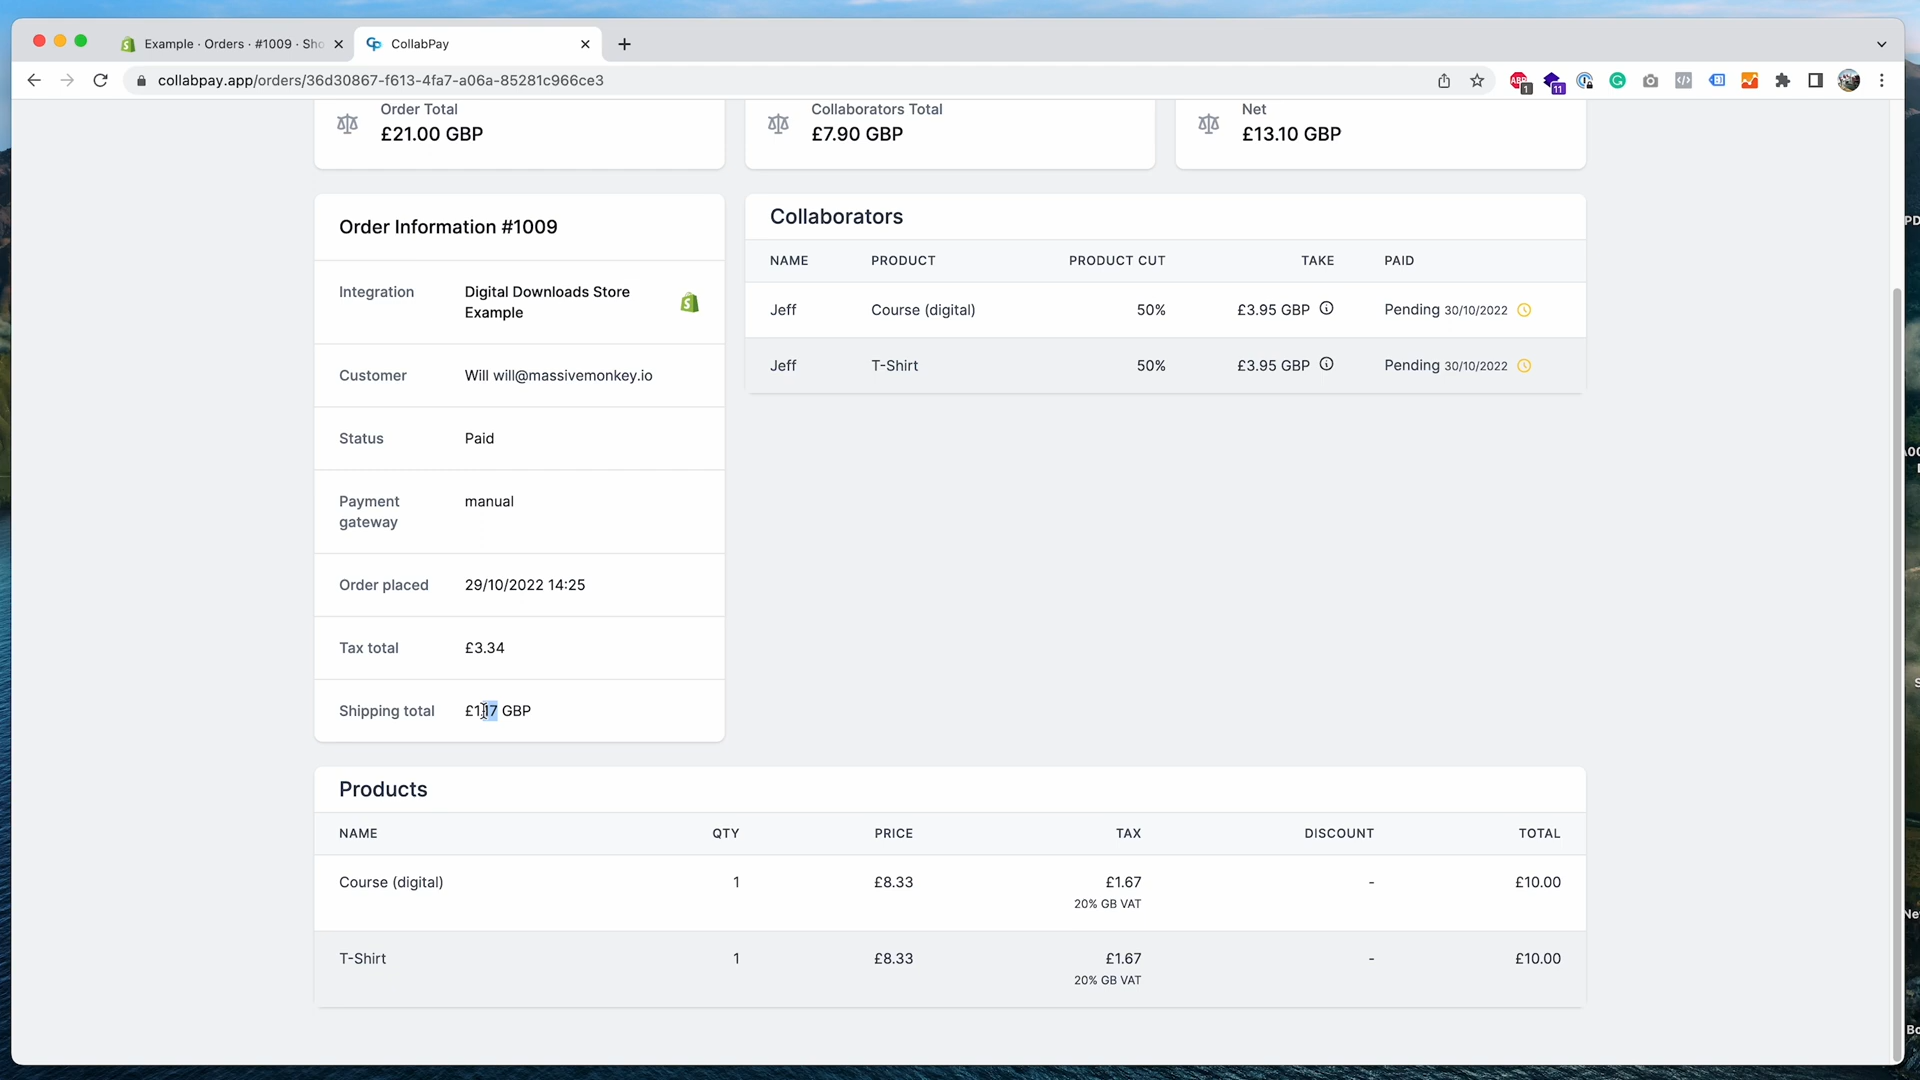 Example · Orders · #1009 · Sho
CollabPay
collabpay.app/orders/36d30867-f613-4fa7-a06a-85281c966ce3
ABP
1
11
Order Total
£21.00 GBP
Collaborators Total
£7.90 GBP
Net
£13.10 GBP
Order Information #1009
Integration
Digital Downloads Store
Example
Customer
Will will@massivemonkey.io
Status
Paid
Payment
gateway
manual
Order placed
29/10/2022 14:25
Tax total
£3.34
Shipping total
£1.17 GBP
Collaborators
NAME PRODUCT PRODUCT CUT TAKE PAID
Jeff Course (digital) 50% £3.95 GBP Pending 30/10/2022
Jeff T-Shirt 50% £3.95 GBP Pending 30/10/2022
Products
NAME QTY PRICE TAX DISCOUNT TOTAL
Course (digital) 1 £8.33 £1.67 - £10.00
20% GB VAT
T-Shirt 1 £8.33 £1.67 - £10.00
20% GB VAT